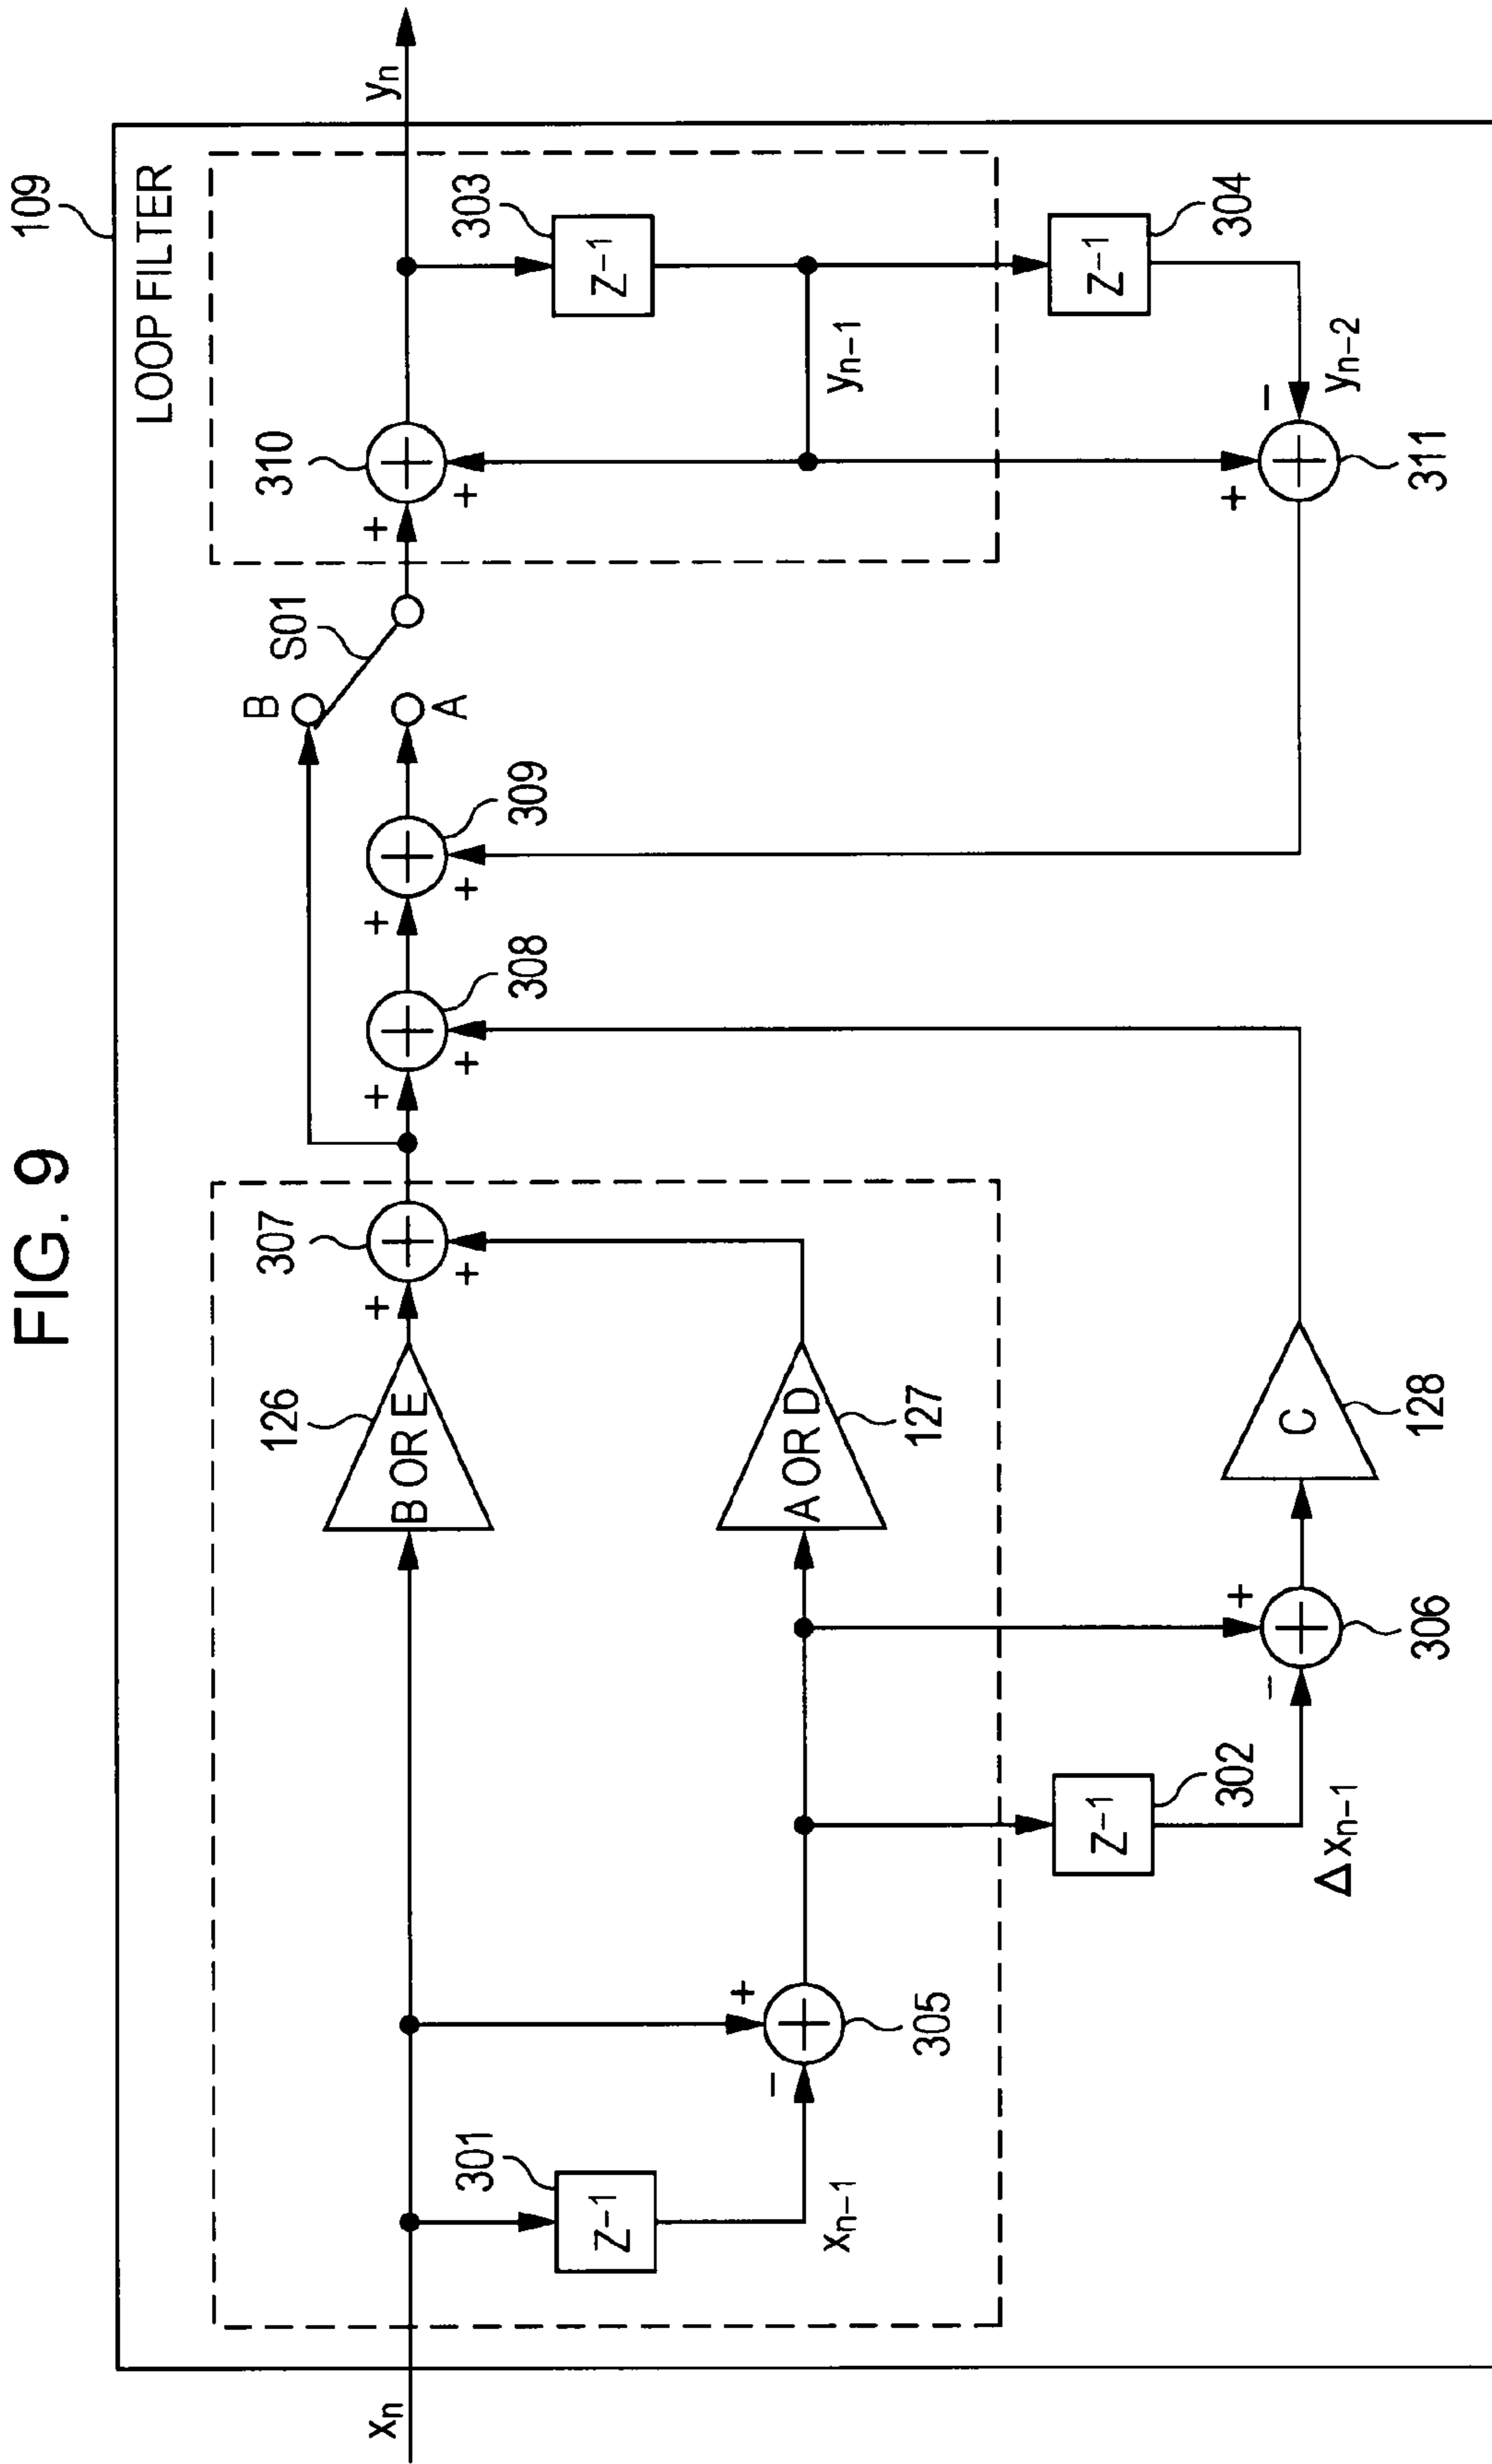 FIG. 9
109
LOOP FILTER
xn
yn
301
Z−1
xn−1
+
−
305
126
B OR E
127
A OR D
+
+
307
302
Z−1
Δxn−1
−
+
306
C
128
+
+
308
+
+
309
B
A
S01
+
+
310
303
Z−1
yn−1
304
Z−1
yn−2
+
−
311